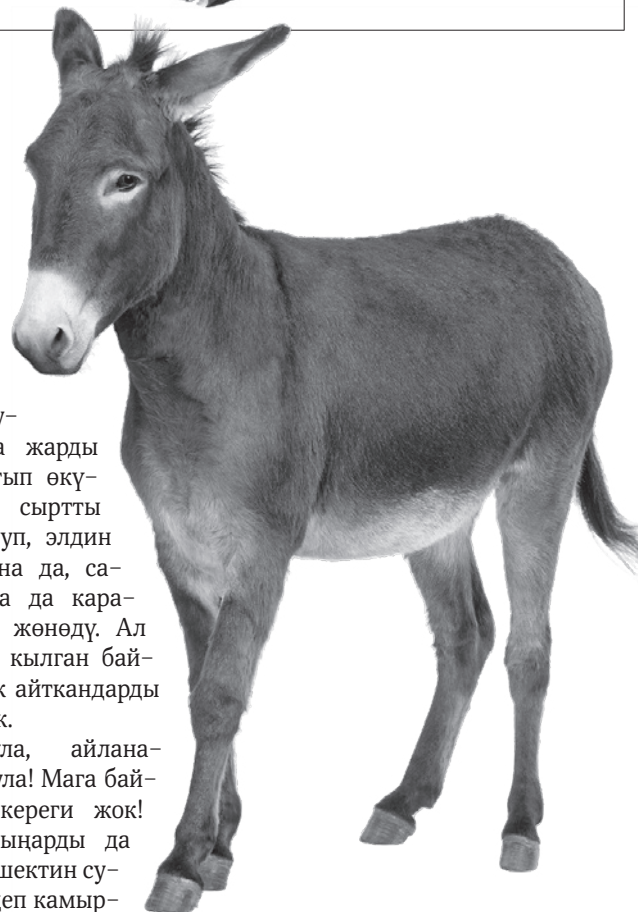 ү-
а жарды
тып өкү-
сыртты
уп, элдин
на да, са-
а да кара-
жөнөдү. Ал
кылган бай-
к айткандарды
к.
ла, айлана-
ула! Мага бай-
кереги жок!
ыңарды да
шектин су-
деп камыр-